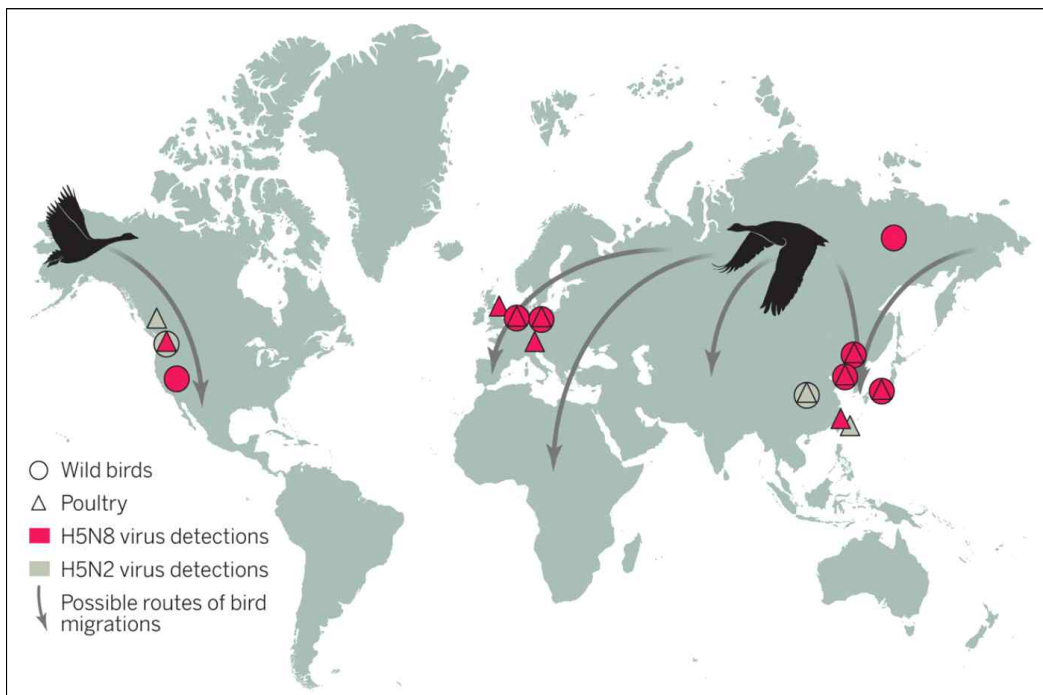 Wild birds
Poultry
H5N8 virus detections
H5N2 virus detections
Possible routes of bird
migrations